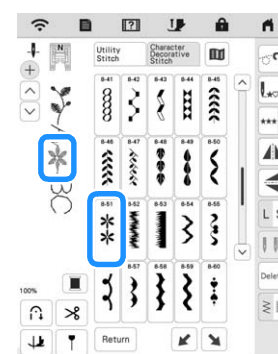 N
Utility Stitch
Character Decorative Stitch
8-41 8-42 8-43 8-44 8-45
8-46 8-47 8-48 8-49 8-50
8-51 8-52 8-53 8-54 8-55
8-57 8-58 8-59 8-60
L
Dele
100%
Return